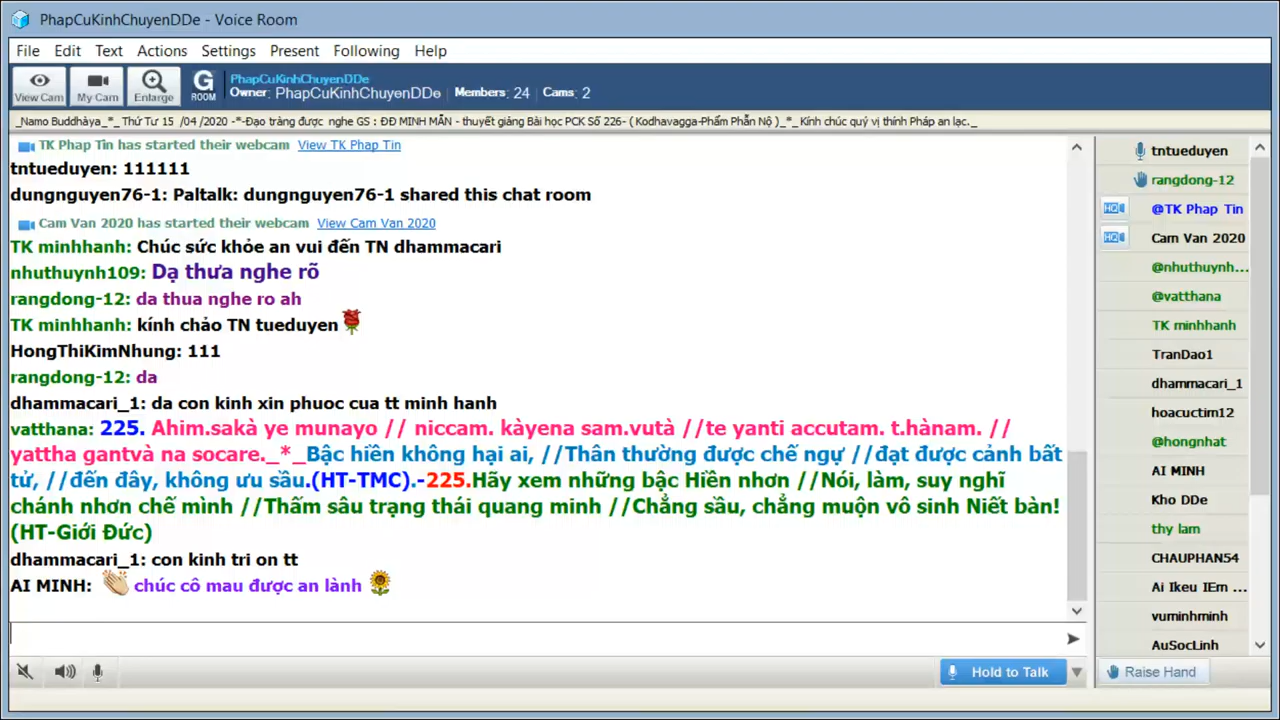 PhapCuKinhChuyenDDe - Voice Room
File Edit Text Actions Settings Present Following Help
View Cam My Cam Enlarge G ROOM
PhapCuKinhChuyenDDe
Owner: PhapCuKinhChuyenDDe Members: 24 Cams: 2
_Namo Buddhàya_*_ Thứ Tư 15 /04 /2020 -*-Đạo tràng được nghe GS : ĐĐ MINH MẪN - thuyết giảng Bài học PCK Số 226- ( Kodhavagga-Phẩm Phẫn Nộ )_*_ Kính chúc quý vị thính Pháp an lạc._
TK Phap Tin has started their webcam View TK Phap Tin
tntueduyen: 111111
dungnguyen76-1: Paltalk: dungnguyen76-1 shared this chat room
Cam Van 2020 has started their webcam View Cam Van 2020
TK minhhanh: Chúc sức khỏe an vui đến TN dhammacari
nhuthuynh109: Dạ thưa nghe rõ
rangdong-12: da thua nghe ro ah
TK minhhanh: kính chảo TN tueduyen
HongThiKimNhung: 111
rangdong-12: da
dhammacari_1: da con kinh xin phuoc cua tt minh hanh
vatthana: 225. Ahim.sakà ye munayo // niccam. kàyena sam.vutà //te yanti accutam. t.hànam. //
yattha gantvà na socare._*_Bậc hiền không hại ai, //Thân thường được chế ngự //đạt được cảnh bất
tử, //đến đây, không ưu sầu.(HT-TMC).-225.Hãy xem những bậc Hiền nhơn //Nói, làm, suy nghĩ
chánh nhơn chế mình //Thấm sâu trạng thái quang minh //Chẳng sầu, chẳng muộn vô sinh Niết bàn!
(HT-Giới Đức)
dhammacari_1: con kinh tri on tt
AI MINH: chúc cô mau được an lành
Hold to Talk
tntueduyen
rangdong-12
HQ @TK Phap Tin
HQ Cam Van 2020
@nhuthuynh...
@vatthana
TK minhhanh
TranDao1
dhammacari_1
hoacuctim12
@hongnhat
AI MINH
Kho DDe
thy lam
CHAUPHAN54
Ai Ikeu IEm ...
vuminhminh
AuSocLinh
Raise Hand